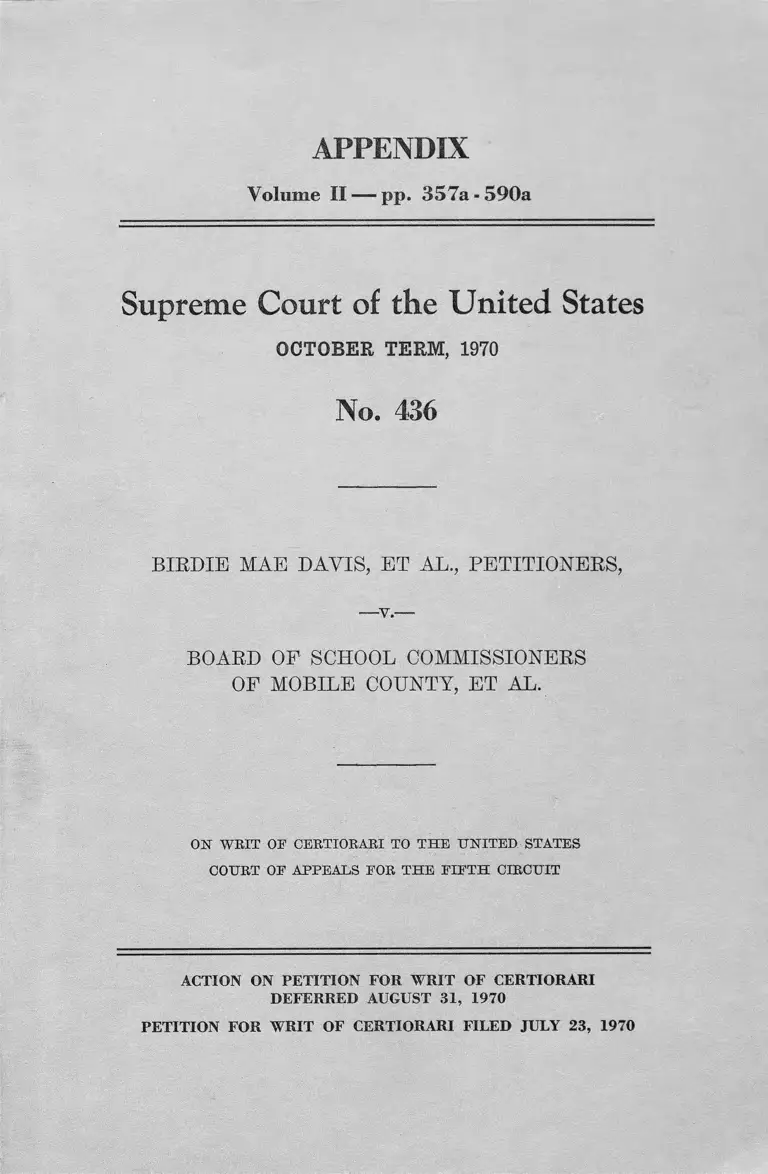 APPENDIX
Volume II — pp. 357a - 590a
Supreme Court of the United States
OCTOBER TERM, 1970
No. 436
BIRDIE MAE DAVIS, ET AL., PETITIONERS,
—v.—
BOARD OF SCHOOL COMMISSIONERS
OF MOBILE COUNTY, ET AL.
ON WRIT OF CERTIORARI TO THE UNITED STATES
COURT OF APPEALS FOR THE FIFTH CIRCUIT
ACTION ON PETITION FOR WRIT OF CERTIORARI
DEFERRED AUGUST 31, 1970
PETITION FOR WRIT OF CERTIORARI FILED JULY 23, 1970